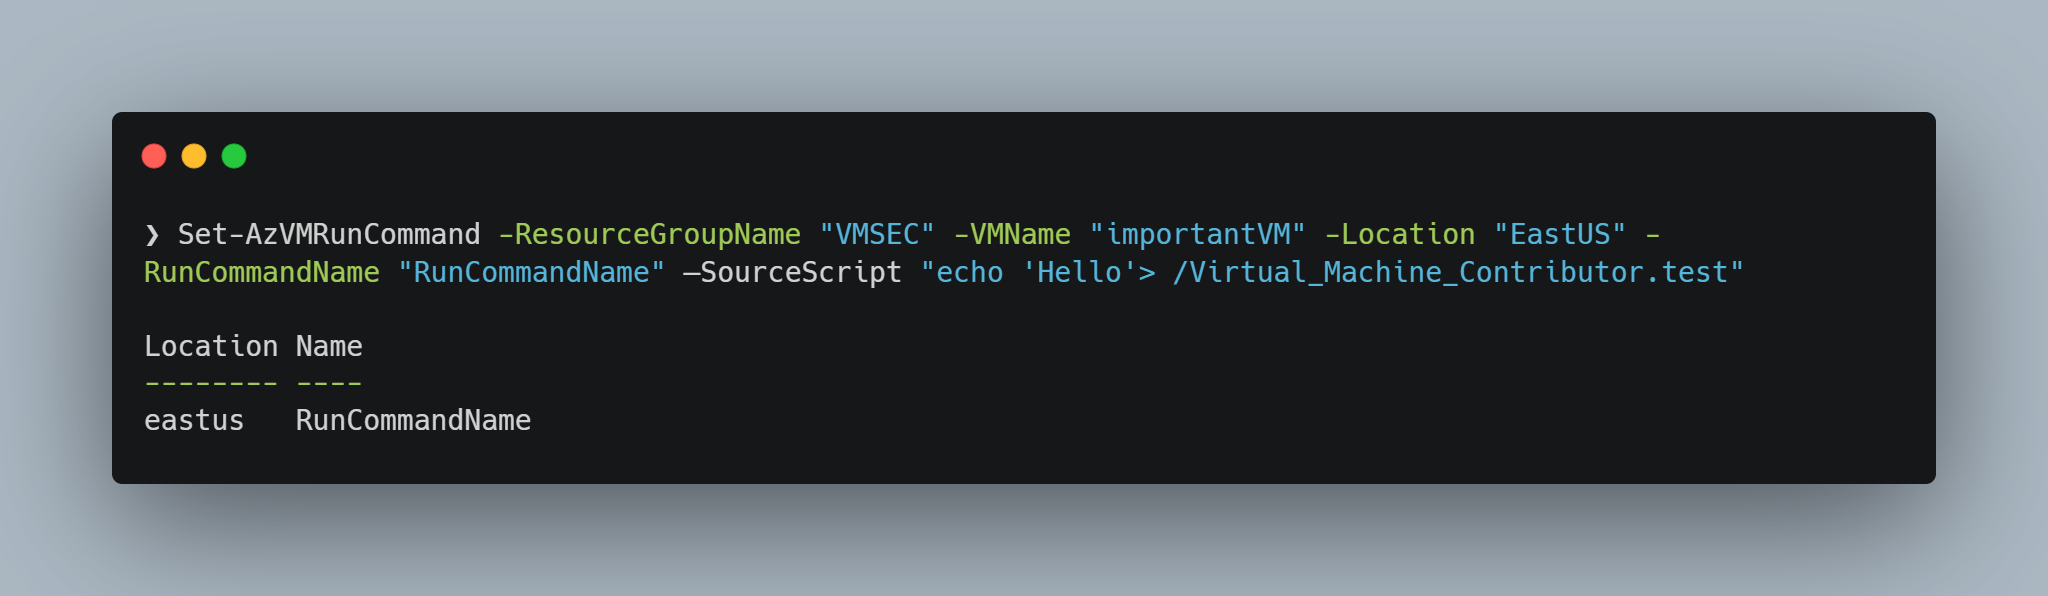 ❯ Set-AzVMRunCommand -ResourceGroupName "VMSEC" -VMName "importantVM" -Location "EastUS" -
RunCommandName "RunCommandName" –SourceScript "echo 'Hello'> /Virtual_Machine_Contributor.test"
Location Name
-------- ----
eastus   RunCommandName